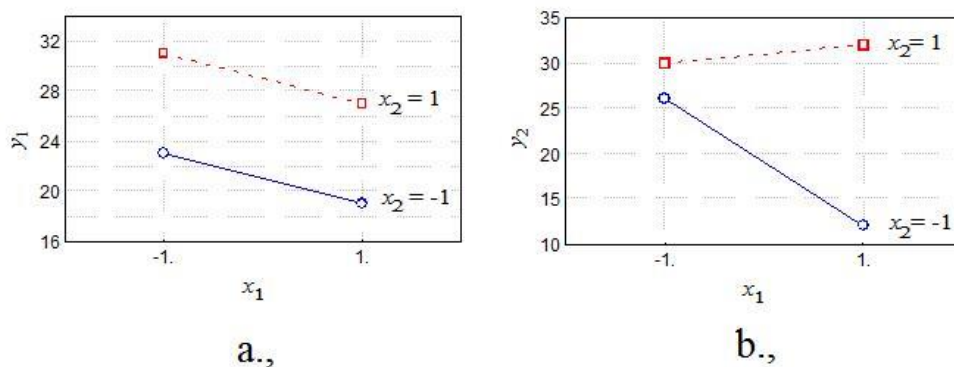 32
28
24
20
16
y1
x2 = 1
x2 = -1
-1.
1.
x1
a.,
35
30
25
20
15
10
y2
x2= 1
x2= -1
-1.
1.
x1
b.,